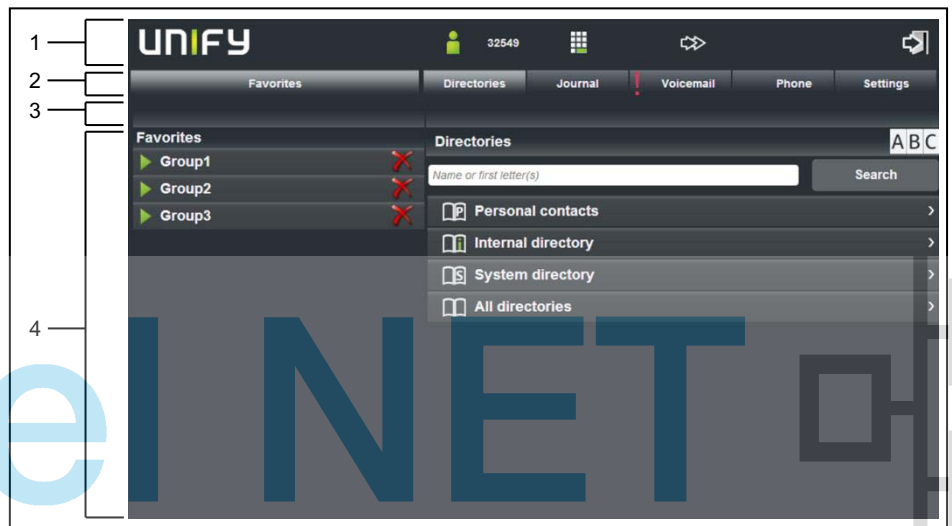 1
UNIFY
32549
2
Favorites
Directories
Journal
!
Voicemail
Phone
Settings
3
4
Favorites
Group1
Group2
Group3
Directories
A B C
Name or first letter(s)
Search
P Personal contacts
i Internal directory
S System directory
All directories
el NET